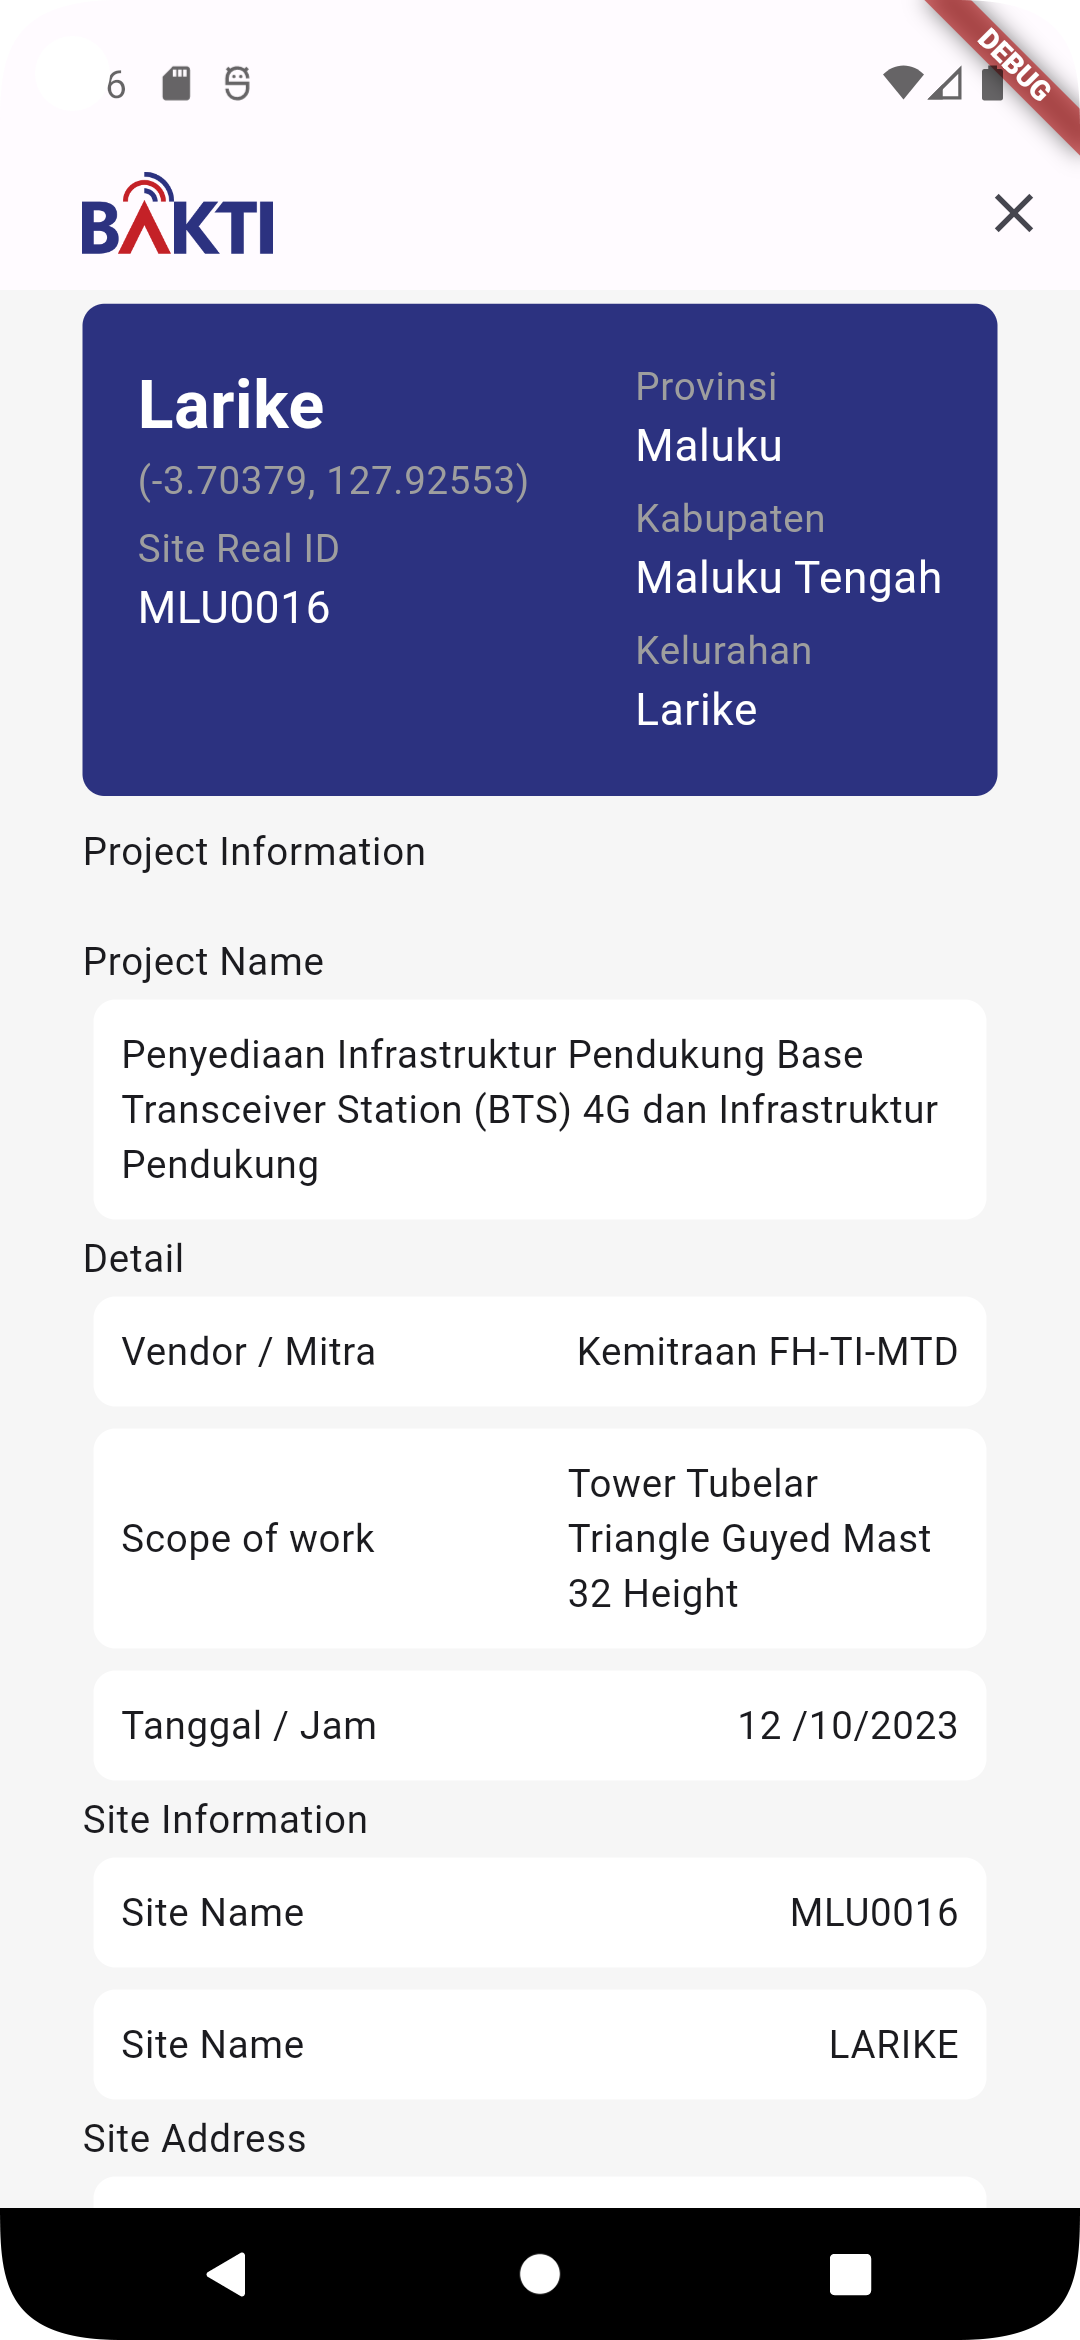 6
DEBUG
BAKTI
Larike
(-3.70379, 127.92553)
Site Real ID
MLU0016
Provinsi
Maluku
Kabupaten
Maluku Tengah
Kelurahan
Larike
Project Information
Project Name
Penyediaan Infrastruktur Pendukung Base
Transceiver Station (BTS) 4G dan Infrastruktur
Pendukung
Detail
Vendor / Mitra
Kemitraan FH-TI-MTD
Scope of work
Tower Tubelar
Triangle Guyed Mast
32 Height
Tanggal / Jam
12 /10/2023
Site Information
Site Name
MLU0016
Site Name
LARIKE
Site Address